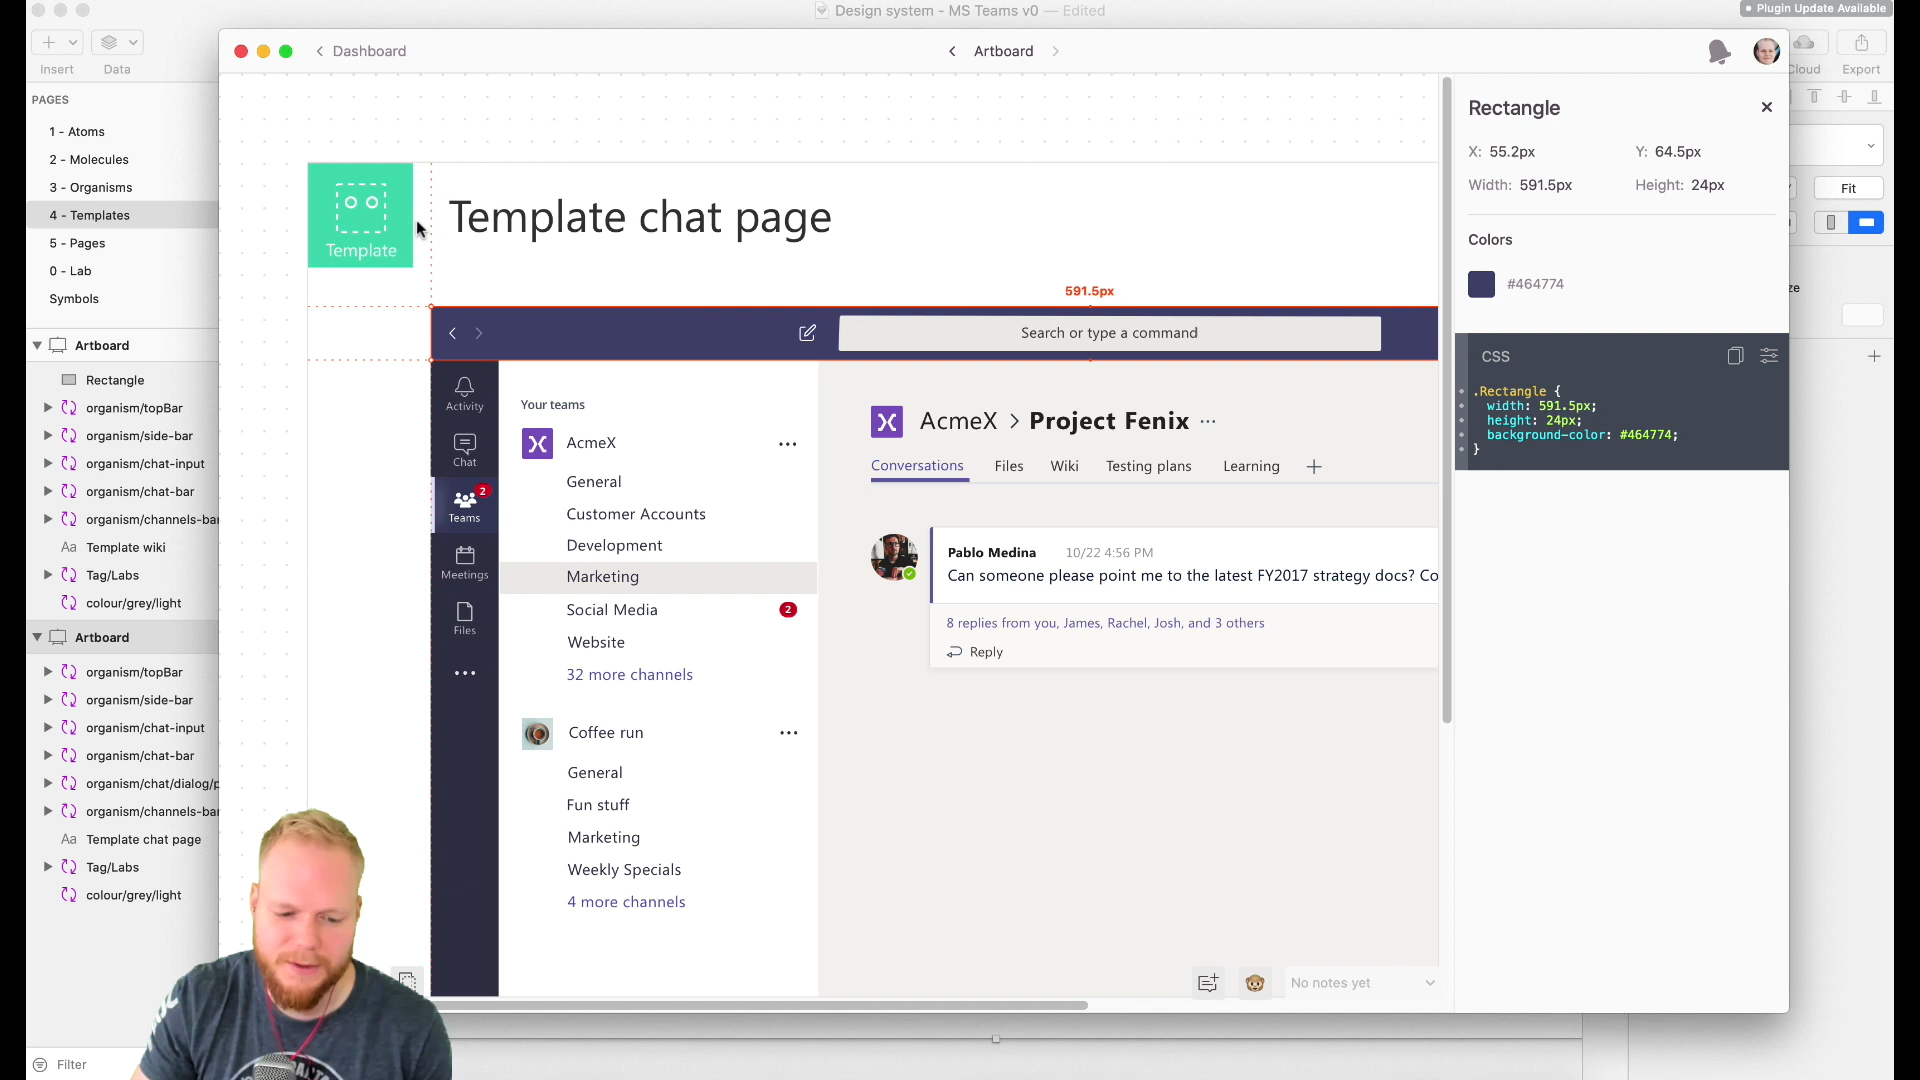 Design system - MS Teams v0 — Edited
Plugin Update Available
Insert
Data
Cloud
Export
Dashboard
Artboard
PAGES
1 - Atoms
2 - Molecules
3 - Organisms
4 - Templates
5 - Pages
0 - Lab
Symbols
Artboard
Rectangle
organism/topBar
organism/side-bar
organism/chat-input
organism/chat-bar
organism/channels-bar
Template wiki
Tag/Labs
colour/grey/light
Artboard
organism/topBar
organism/side-bar
organism/chat-input
organism/chat-bar
organism/chat/dialog/p
organism/channels-bar
Template chat page
Tag/Labs
colour/grey/light
Filter
Template
Template chat page
591.5px
Search or type a command
Activity
Chat
2
Teams
Meetings
Files
Your teams
AcmeX
General
Customer Accounts
Development
Marketing
Social Media
2
Website
32 more channels
Coffee run
General
Fun stuff
Marketing
Weekly Specials
4 more channels
AcmeX > Project Fenix
Conversations
Files
Wiki
Testing plans
Learning
Pablo Medina 10/22 4:56 PM
Can someone please point me to the latest FY2017 strategy docs? Co
8 replies from you, James, Rachel, Josh, and 3 others
Reply
No notes yet
Rectangle
X: 55.2px
Y: 64.5px
Width: 591.5px
Height: 24px
Colors
#464774
CSS
.Rectangle {
width: 591.5px;
height: 24px;
background-color: #464774;
}
Fit
ze